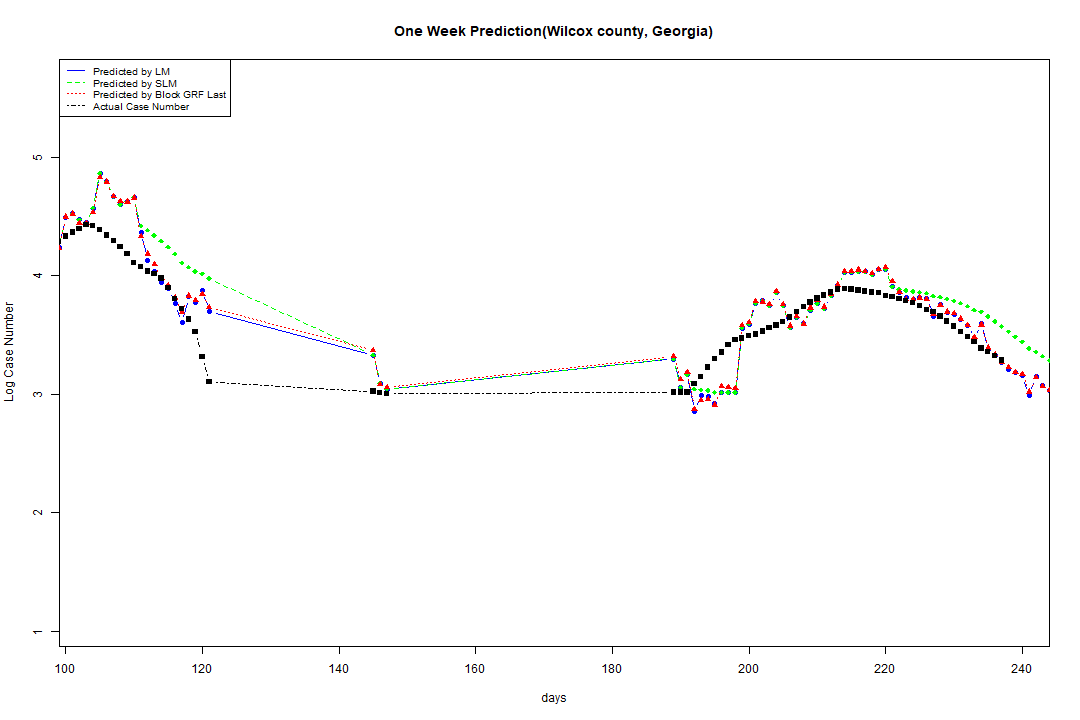 One Week Prediction(Wilcox county, Georgia)
Predicted by LM
Predicted by SLM
Predicted by Block GRF Last
Actual Case Number
Log Case Number
5
4
3
2
1
100 120 140 160 180 200 220 240
days